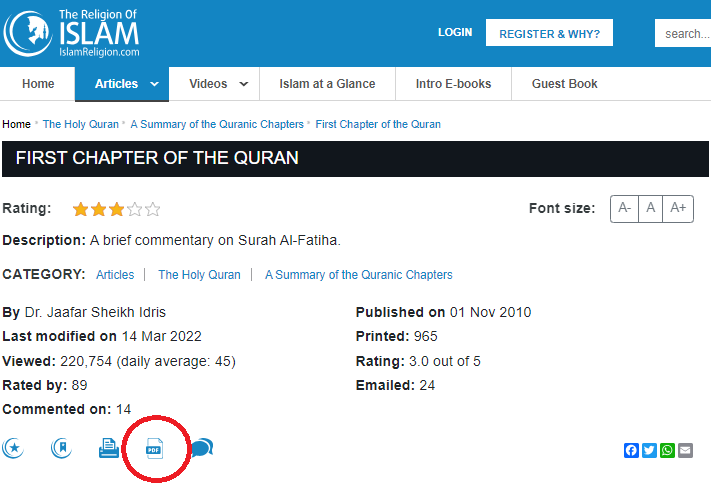 The Religion Of
ISLAM
IslamReligion.com
LOGIN
REGISTER & WHY?
search...
Home
Articles
Videos
Islam at a Glance
Intro E-books
Guest Book
Home • The Holy Quran • A Summary of the Quranic Chapters • First Chapter of the Quran
FIRST CHAPTER OF THE QURAN
Rating:
Font size: A- A A+
Description: A brief commentary on Surah Al-Fatiha.
CATEGORY: Articles | The Holy Quran | A Summary of the Quranic Chapters
By Dr. Jaafar Sheikh Idris
Published on 01 Nov 2010
Last modified on 14 Mar 2022
Printed: 965
Viewed: 220,754 (daily average: 45)
Rating: 3.0 out of 5
Rated by: 89
Emailed: 24
Commented on: 14
PDF